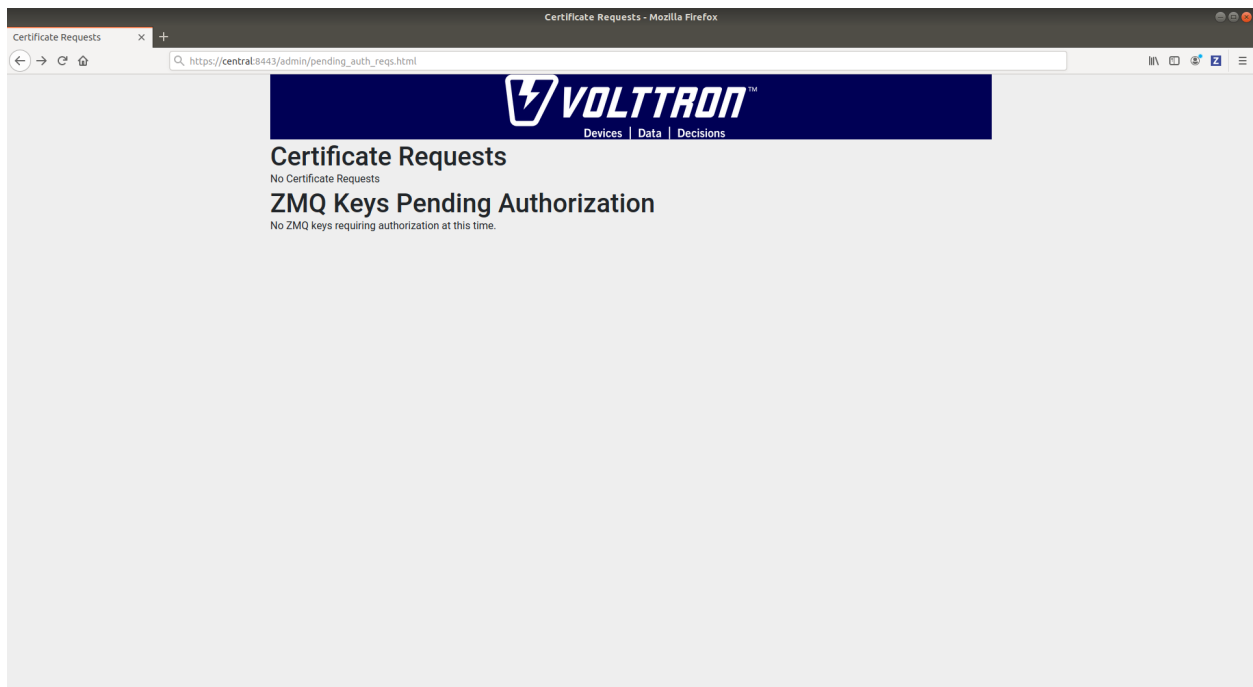 Certificate Requests - Mozilla Firefox
Certificate Requests
https://central:8443/admin/pending_auth_reqs.html
Z
VOLTTRON™
Devices | Data | Decisions
Certificate Requests
No Certificate Requests
ZMQ Keys Pending Authorization
No ZMQ keys requiring authorization at this time.